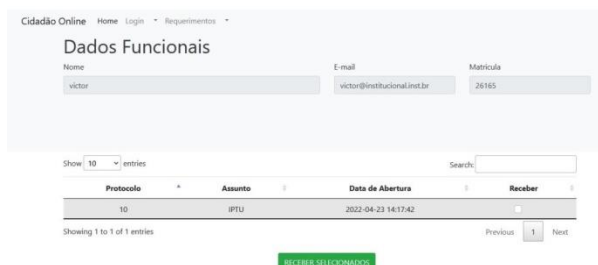 Cidadão Online Home Login Requerimentos
Dados Funcionais
Nome E-mail Matrícula
victor victor@institucional.inst.br 26165
Show 10 entries Search:
Protocolo Assunto Data de Abertura Receber
10 IPTU 2022-04-23 14:17:42
Showing 1 to 1 of 1 entries Previous 1 Next
RECEBER SELECIONADOS